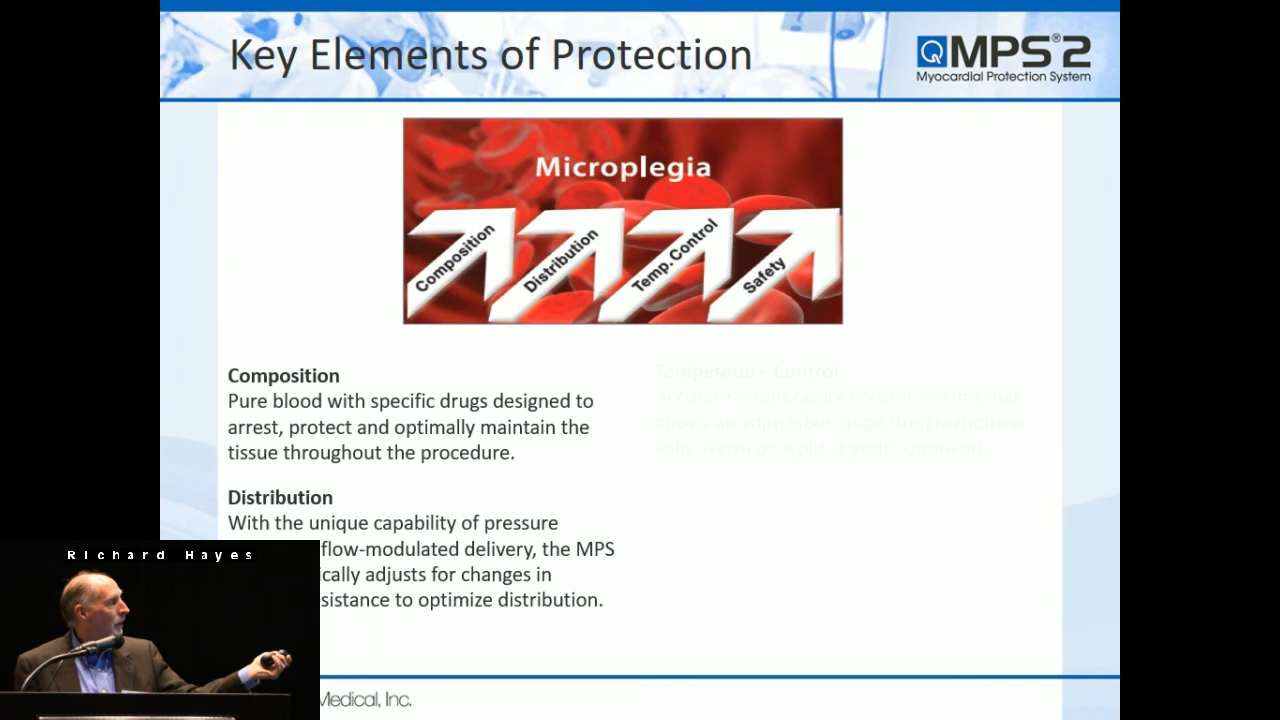 Key Elements of Protection
MPS®2
Myocardial Protection System
Microplegia
Composition
Distribution
Temp. Control
Safety
Composition
Pure blood with specific drugs designed to
arrest, protect and optimally maintain the
tissue throughout the procedure.
Temperature Control
Distribution
With the unique capability of pressure
flow-modulated delivery, the MPS
adjusts for changes in
to optimize distribution.
Richard Hayes
Medical, Inc.